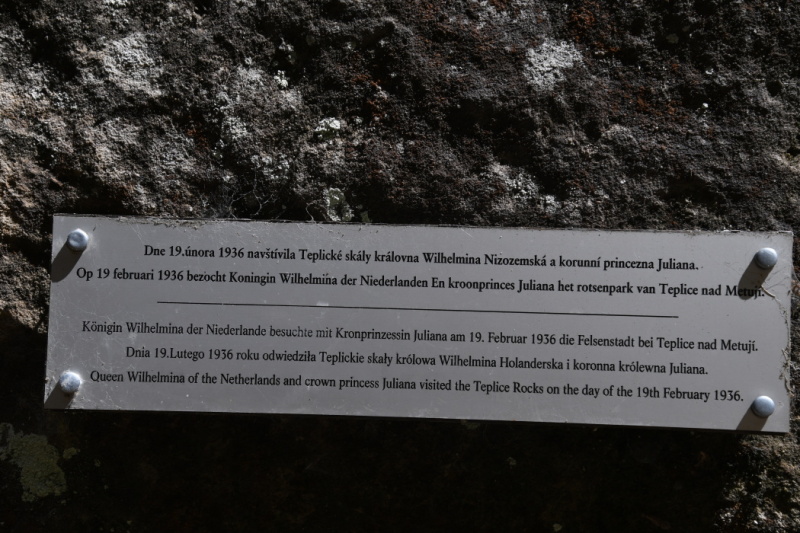 Dne 19.února 1936 navštívila Teplické skály královna Wilhelmina Nizozemská a korunní princezna Juliana.
Op 19 februari 1936 bezocht Koningin Wilhelmina der Niederlanden En kroonprinces Juliana het rotsenpark van Teplice nad Metují.
Königin Wilhelmina der Niederlande besuchte mit Kronprinzessin Juliana am 19. Februar 1936 die Felsenstadt bei Teplice nad Metují.
Dnia 19.Lutego 1936 roku odwiedziła Teplickie skały królowa Wilhelmina Holanderska i koronna królewna Juliana.
Queen Wilhelmina of the Netherlands and crown princess Juliana visited the Teplice Rocks on the day of the 19th February 1936.